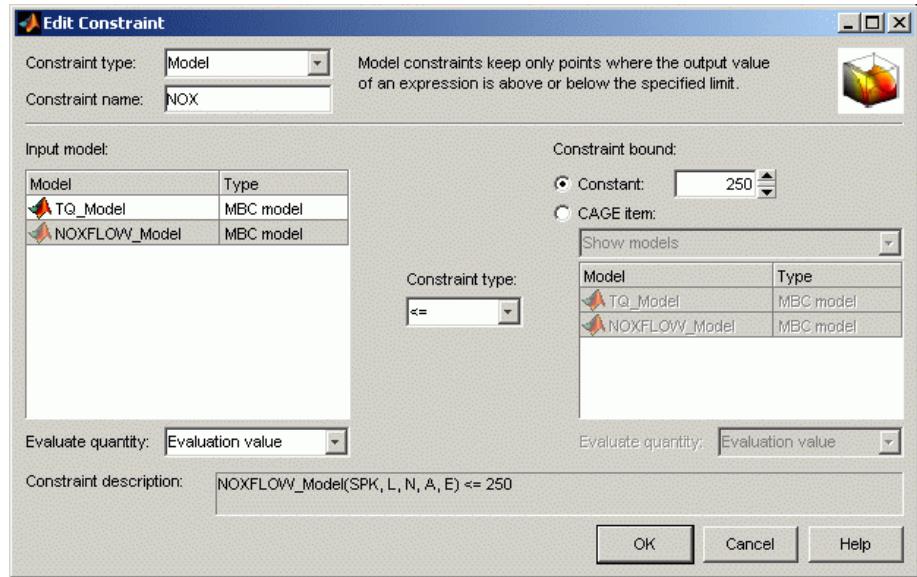 Edit Constraint
Constraint type: Model
Constraint name: NOX
Model constraints keep only points where the output value
of an expression is above or below the specified limit.
Input model:
Model Type
TQ_Model MBC model
NOXFLOW_Model MBC model
Evaluate quantity: Evaluation value
Constraint type:
<=
Constraint bound:
Constant: 250
CAGE item:
Show models
Model Type
TQ_Model MBC model
NOXFLOW_Model MBC model
Evaluate quantity: Evaluation value
Constraint description: NOXFLOW_Model(SPK, L, N, A, E) <= 250
OK Cancel Help